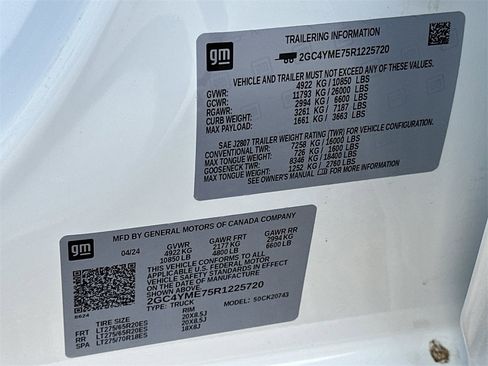 gm
TRAILERING INFORMATION
2GC4YME75R1225720
VEHICLE AND TRAILER MUST NOT EXCEED ANY OF THESE:
GVWR: 4922 KG / 10850 LBS
GCWR: 11793 KG / 26000 LBS
RGAWR: 2994 KG / 6600 LBS
CURB WEIGHT: 3261 KG / 7187 LBS
MAX PAYLOAD: 1661 KG / 3663 LBS
SAE J2807 TRAILER WEIGHT RATING (TWR) FOR VEHICLE CONFIGURATION.
CONVENTIONAL TWR: 7258 KG / 16000 LBS
MAX TONGUE WEIGHT: 726 KG / 1600 LBS
GOOSENECK TWR: 8346 KG / 18400 LBS
MAX TONGUE WEIGHT: 1252 KG / 2760 LBS
SEE OWNER'S MANUAL FOR MORE INFORMATION
gm
MFD BY GENERAL MOTORS OF CANADA COMPANY
04/24 GVWR GAWR FRT GAWR RR
4922 KG 2177 KG 2994 KG
10850 LB 4800 LB 6600 LB
THIS VEHICLE CONFORMS TO ALL
APPLICABLE U.S. FEDERAL MOTOR
VEHICLE SAFETY STANDARDS IN
EFFECT ON THE DATE OF MANUFACTURE
SHOWN ABOVE.
2GC4YME75R1225720
TYPE: TRUCK MODEL: 50CK20743
TIRE SIZE RIM
FRT LT275/65R20ES 20X8.5J
RR LT275/65R20ES 20X8.5J
SPA LT275/70R18ES 18X8J